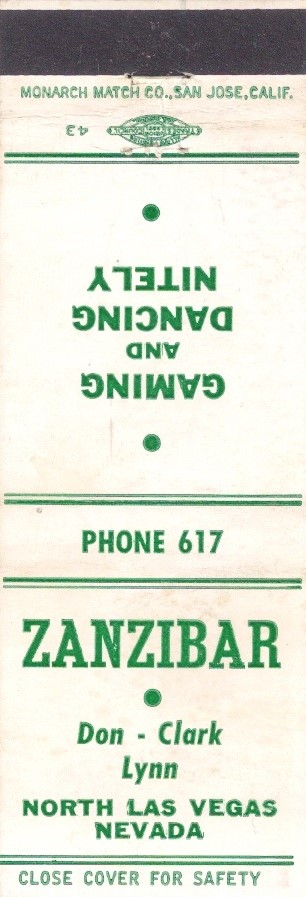 MONARCH MATCH CO., SAN JOSE, CALIF.
43
GAMING
AND
DANCING
NITELY
PHONE 617
ZANZIBAR
Don - Clark
Lynn
NORTH LAS VEGAS
NEVADA
CLOSE COVER FOR SAFETY